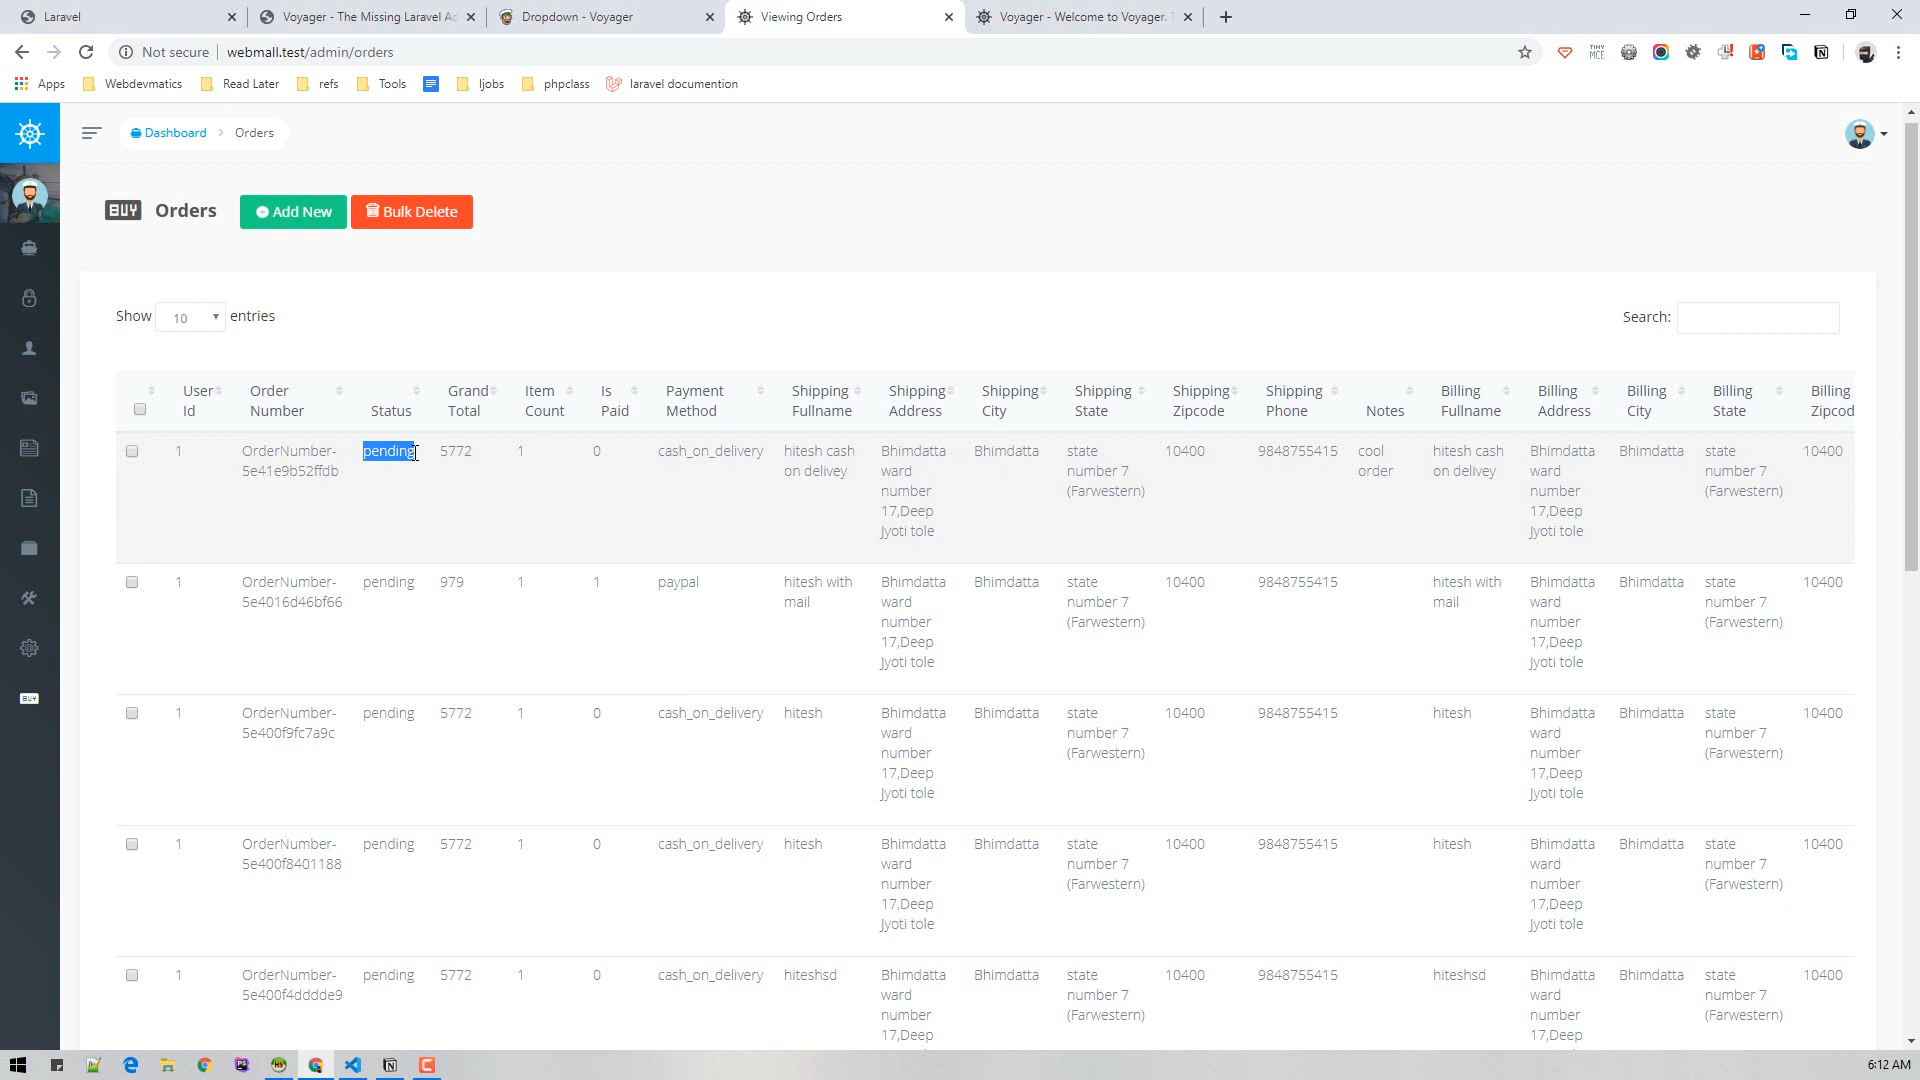 Laravel
Voyager - The Missing Laravel Ad
Dropdown - Voyager
Viewing Orders
Voyager - Welcome to Voyager. T
Not secure
webmall.test/admin/orders
Apps
Webdevmatics
Read Later
refs
Tools
ljobs
phpclass
laravel documention
Dashboard > Orders
BUY Orders
Add New
Bulk Delete
Show 10 entries
Search:
User Id
Order Number
Status
Grand Total
Item Count
Is Paid
Payment Method
Shipping Fullname
Shipping Address
Shipping City
Shipping State
Shipping Zipcode
Shipping Phone
Notes
Billing Fullname
Billing Address
Billing City
Billing State
Billing Zipcod
1
OrderNumber-
5e41e9b52ffdb
pending
5772
1
0
cash_on_delivery
hitesh cash
on delivey
Bhimdatta
ward
number
17,Deep
Jyoti tole
Bhimdatta
state
number 7
(Farwestern)
10400
9848755415
cool
order
hitesh cash
on delivey
Bhimdatta
ward
number
17,Deep
Jyoti tole
Bhimdatta
state
number 7
(Farwestern)
10400
1
OrderNumber-
5e4016d46bf66
pending
979
1
1
paypal
hitesh with
mail
Bhimdatta
ward
number
17,Deep
Jyoti tole
Bhimdatta
state
number 7
(Farwestern)
10400
9848755415
hitesh with
mail
Bhimdatta
ward
number
17,Deep
Jyoti tole
Bhimdatta
state
number 7
(Farwestern)
10400
1
OrderNumber-
5e400f9fc7a9c
pending
5772
1
0
cash_on_delivery
hitesh
Bhimdatta
ward
number
17,Deep
Jyoti tole
Bhimdatta
state
number 7
(Farwestern)
10400
9848755415
hitesh
Bhimdatta
ward
number
17,Deep
Jyoti tole
Bhimdatta
state
number 7
(Farwestern)
10400
1
OrderNumber-
5e400f8401188
pending
5772
1
0
cash_on_delivery
hitesh
Bhimdatta
ward
number
17,Deep
Jyoti tole
Bhimdatta
state
number 7
(Farwestern)
10400
9848755415
hitesh
Bhimdatta
ward
number
17,Deep
Jyoti tole
Bhimdatta
state
number 7
(Farwestern)
10400
1
OrderNumber-
5e400f4dddde9
pending
5772
1
0
cash_on_delivery
hiteshsd
Bhimdatta
ward
number
17,Deep
Bhimdatta
state
number 7
(Farwestern)
10400
9848755415
hiteshsd
Bhimdatta
ward
number
17,Deep
Bhimdatta
state
number 7
(Farwestern)
10400
6:12 AM